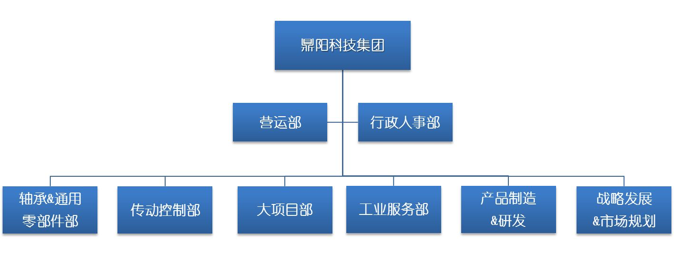 鼎阳科技集团
营运部
行政人事部
轴承&通用
零部件部
传动控制部
大项目部
工业服务部
产品制造
&研发
战略发展
&市场规划